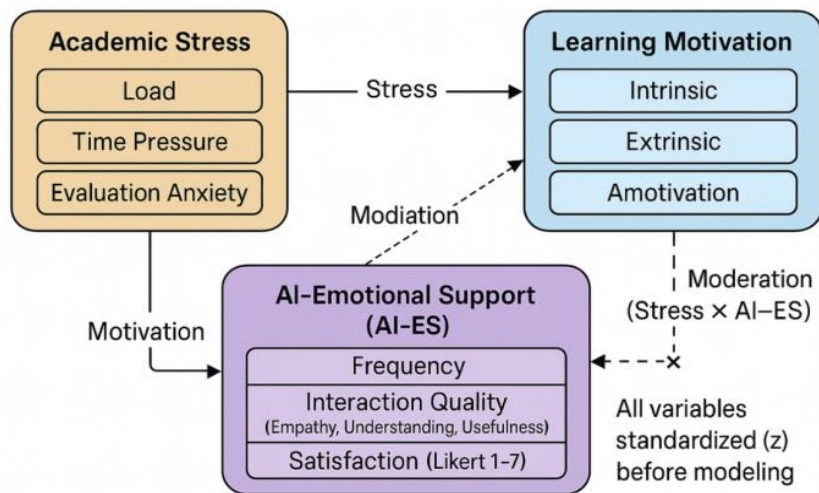 Academic Stress
Load
Time Pressure
Evaluation Anxiety
Stress
Learning Motivation
Intrinsic
Extrinsic
Amotivation
Modiation
Motivation
AI-Emotional Support
(AI-ES)
Frequency
Interaction Quality
(Empathy, Understanding, Usefulness)
Satisfaction (Likert 1–7)
Moderation
(Stress × AI–ES)
All variables
standardized (z)
before modeling